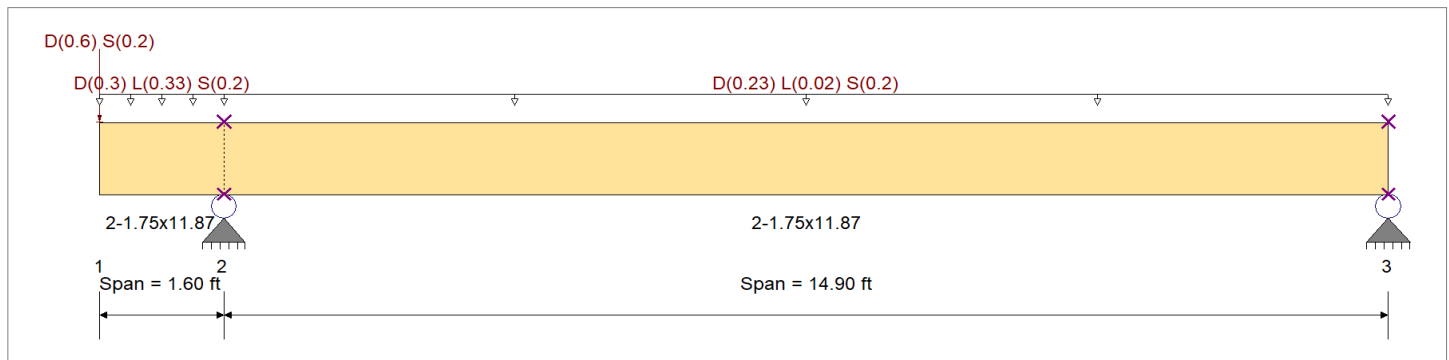 D(0.6) S(0.2)
D(0.3) L(0.33) S(0.2) D(0.23) L(0.02) S(0.2)
2-1.75x11.87 2-1.75x11.87
1 2 3
Span = 1.60 ft Span = 14.90 ft